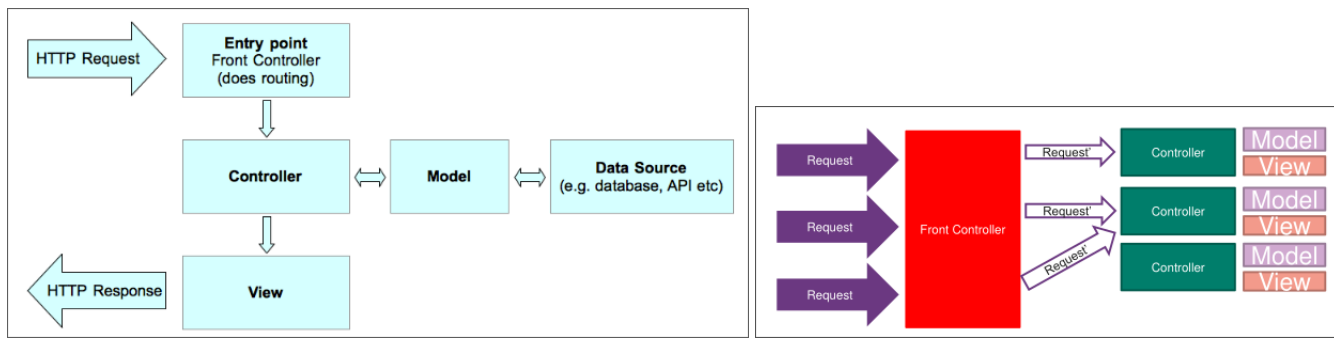 HTTP Request
Entry point
Front Controller
(does routing)
Controller
Model
Data Source
(e.g. database, API etc)
HTTP Response
View
Request
Request
Request
Front Controller
Request'
Request'
Request'
Controller
Model
View
Controller
Model
View
Controller
Model
View